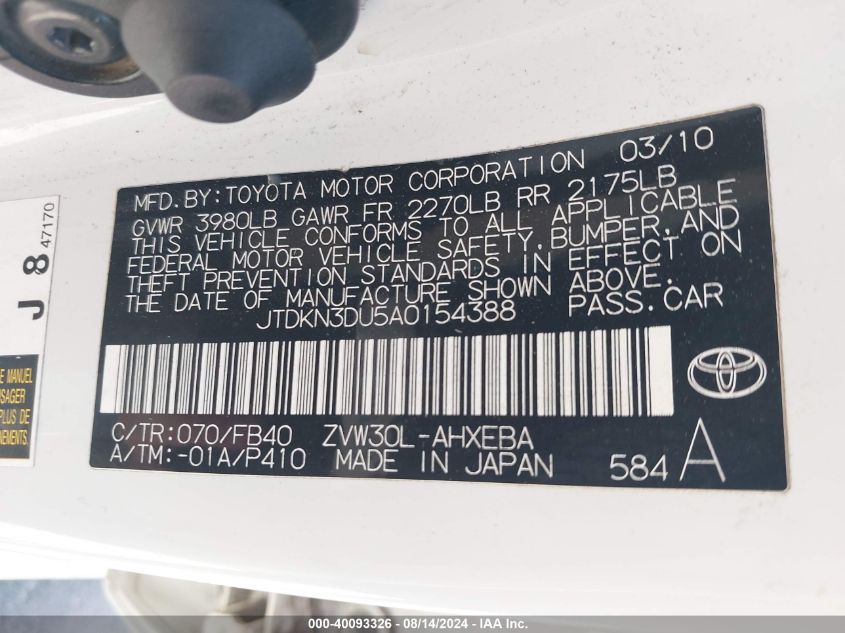 MFD. BY: TOYOTA MOTOR CORPORATION 03/10
GVWR 3980LB GAWR FR 2270LB RR 2175LB
THIS VEHICLE CONFORMS TO ALL APPLICABLE
FEDERAL MOTOR VEHICLE SAFETY, BUMPER, AND
THEFT PREVENTION STANDARDS IN EFFECT ON
THE DATE OF MANUFACTURE SHOWN ABOVE.
JTDKN3DU5A0154388 PASS. CAR
C/TR:070/FB40 ZVW30L-AHXEBA
A/TM:-01A/P410 MADE IN JAPAN 584 A
J 8 47170
MANUEL
PLUS DE
NEMENTS
000-40093326 - 08/14/2024 - IAA Inc.